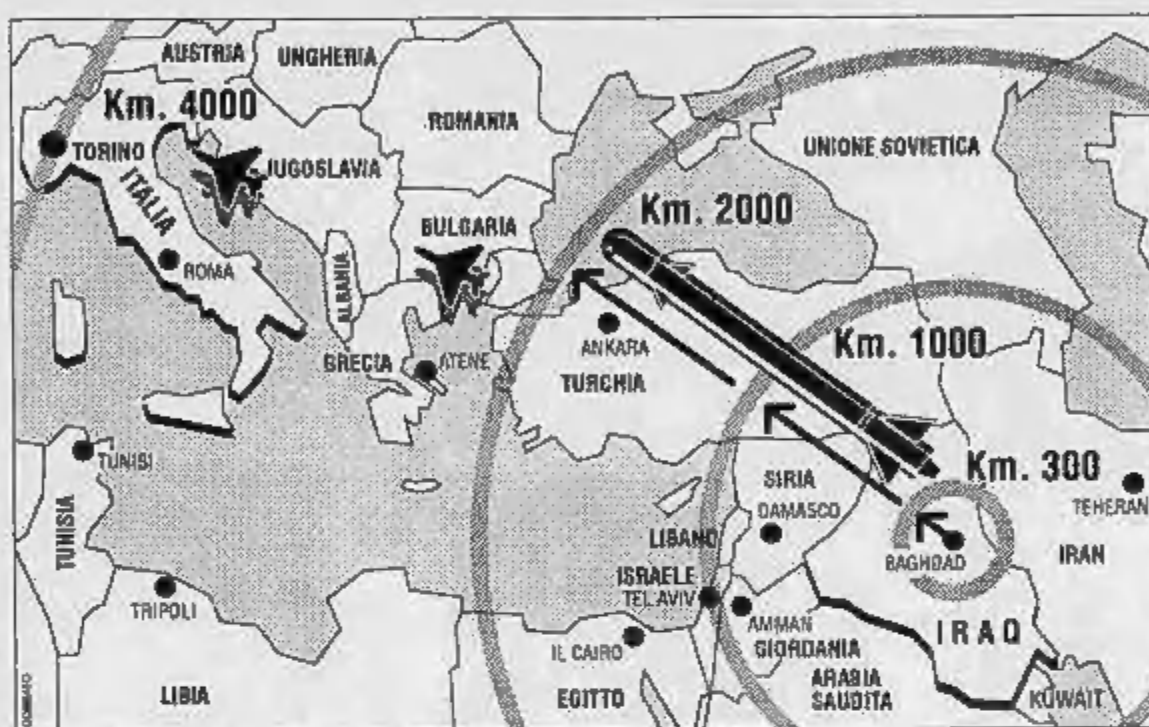 AUSTRIA
UNGHERIA
Km. 4000
ROMANIA
TORINO
IUGOSLAVIA
UNIONE SOVIETICA
ITALIA
Km. 2000
BULGARIA
ROMA
ALBANIA
ANKARA
Km. 1000
GRECIA
ATENE
TURCHIA
TUNISI
Km. 300
SIRIA
TEHERAN
DAMASCO
TUNISIA
LIBANO
BAGHDAD
IRAN
ISRAELE
TEL AVIV
TRIPOLI
AMMAN
IRAQ
IL CAIRO
GIORDANIA
ARABIA
SAUDITA
LIBIA
EGITTO
KUWAIT